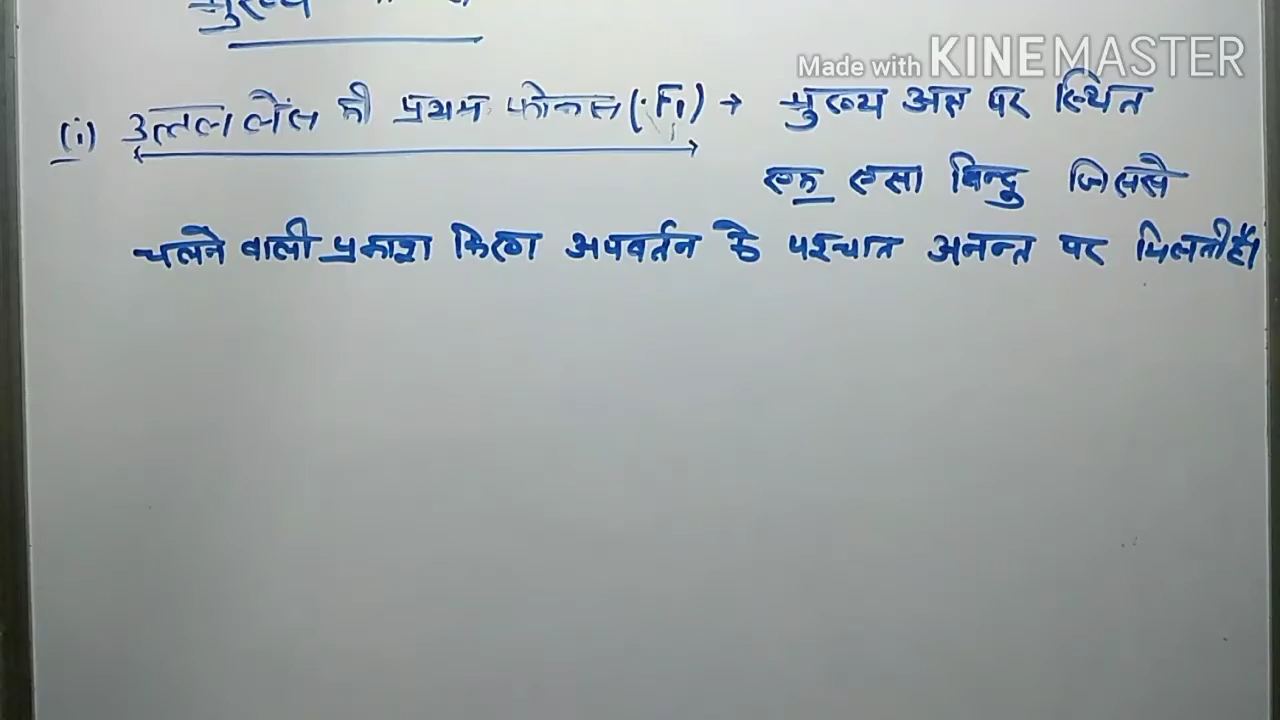 मुख्य
Made with KINEMASTER
(i) उत्तल लेंस की प्रथम फोकस (F₁) → मुख्य अक्ष पर स्थित
एक एसा बिन्दु जिससे
चलने वाली प्रकाश किरण अपवर्तन के पश्चात अनन्त पर मिलती है।